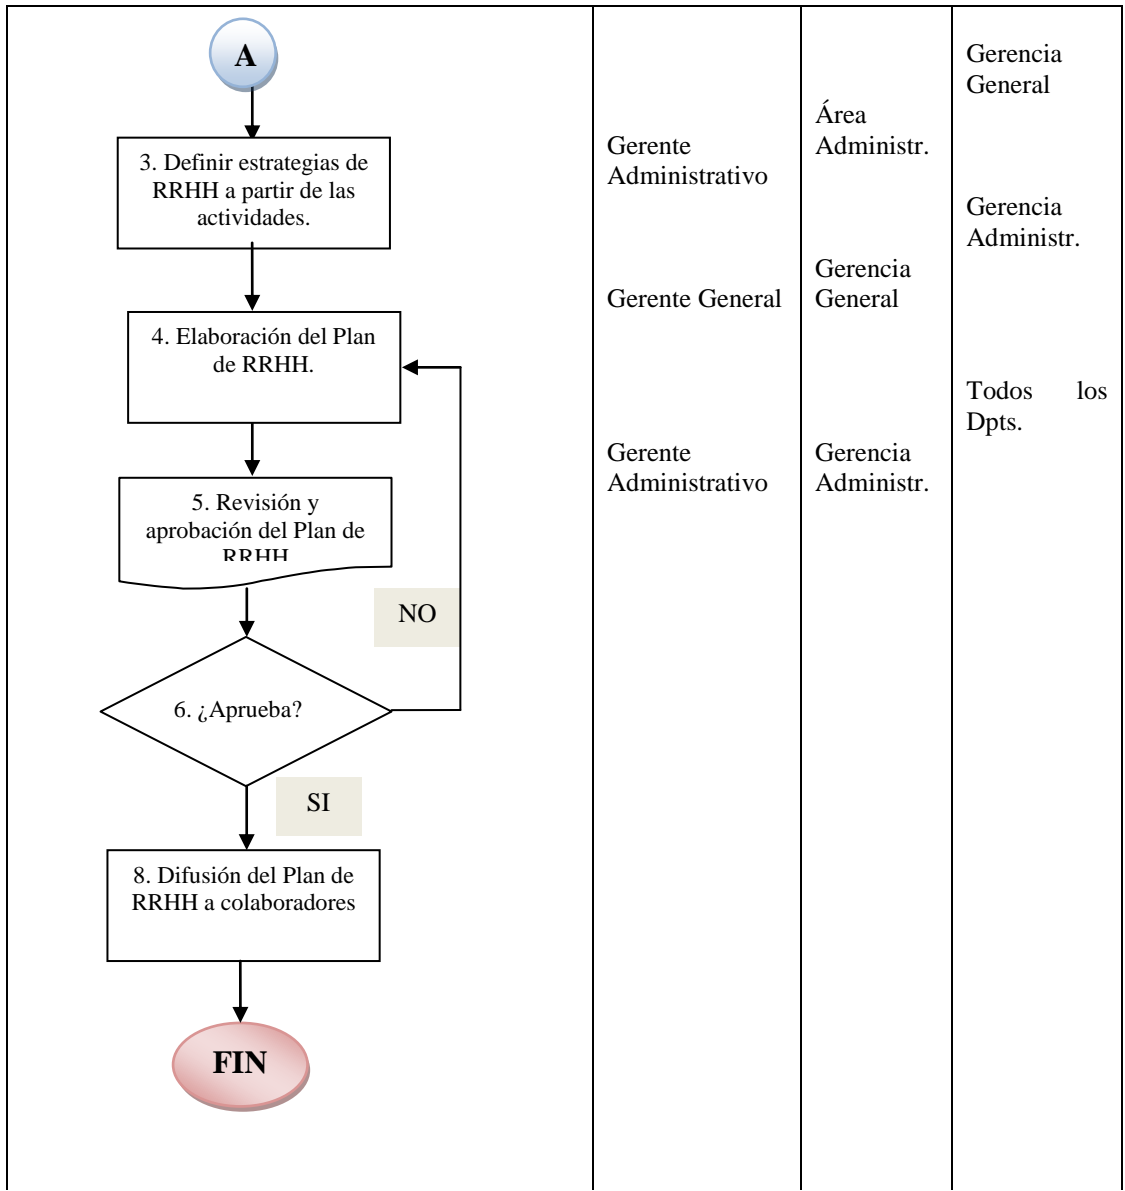 A
3. Definir estrategias de
RRHH a partir de las
actividades.
4. Elaboración del Plan
de RRHH.
5. Revisión y
aprobación del Plan de
RRHH
NO
6. ¿Aprueba?
SI
8. Difusión del Plan de
RRHH a colaboradores
FIN
Gerente
Administrativo
Gerente General
Gerente
Administrativo
Área
Administr.
Gerencia
General
Gerencia
Administr.
Gerencia
General
Gerencia
Administr.
Todos los
Dpts.